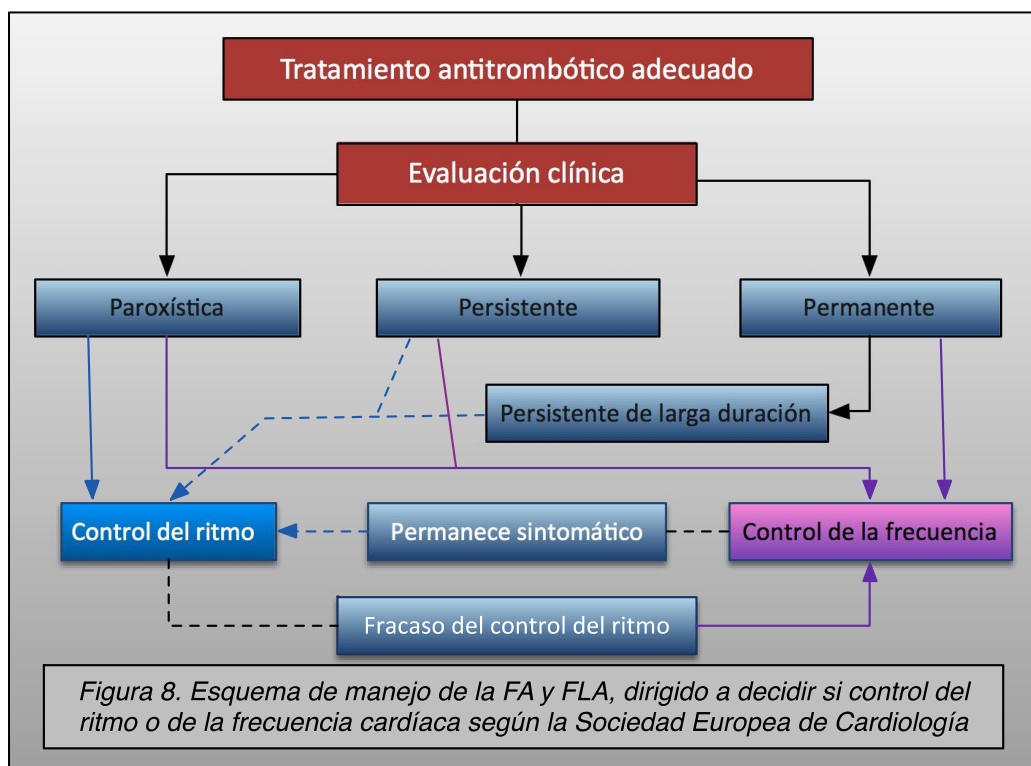 Tratamiento antitrombótico adecuado
Evaluación clínica
Paroxística
Persistente
Permanente
Persistente de larga duración
Control del ritmo
Permanece sintomático
Control de la frecuencia
Fracaso del control del ritmo
Figura 8. Esquema de manejo de la FA y FLA, dirigido a decidir si control del
ritmo o de la frecuencia cardíaca según la Sociedad Europea de Cardiología